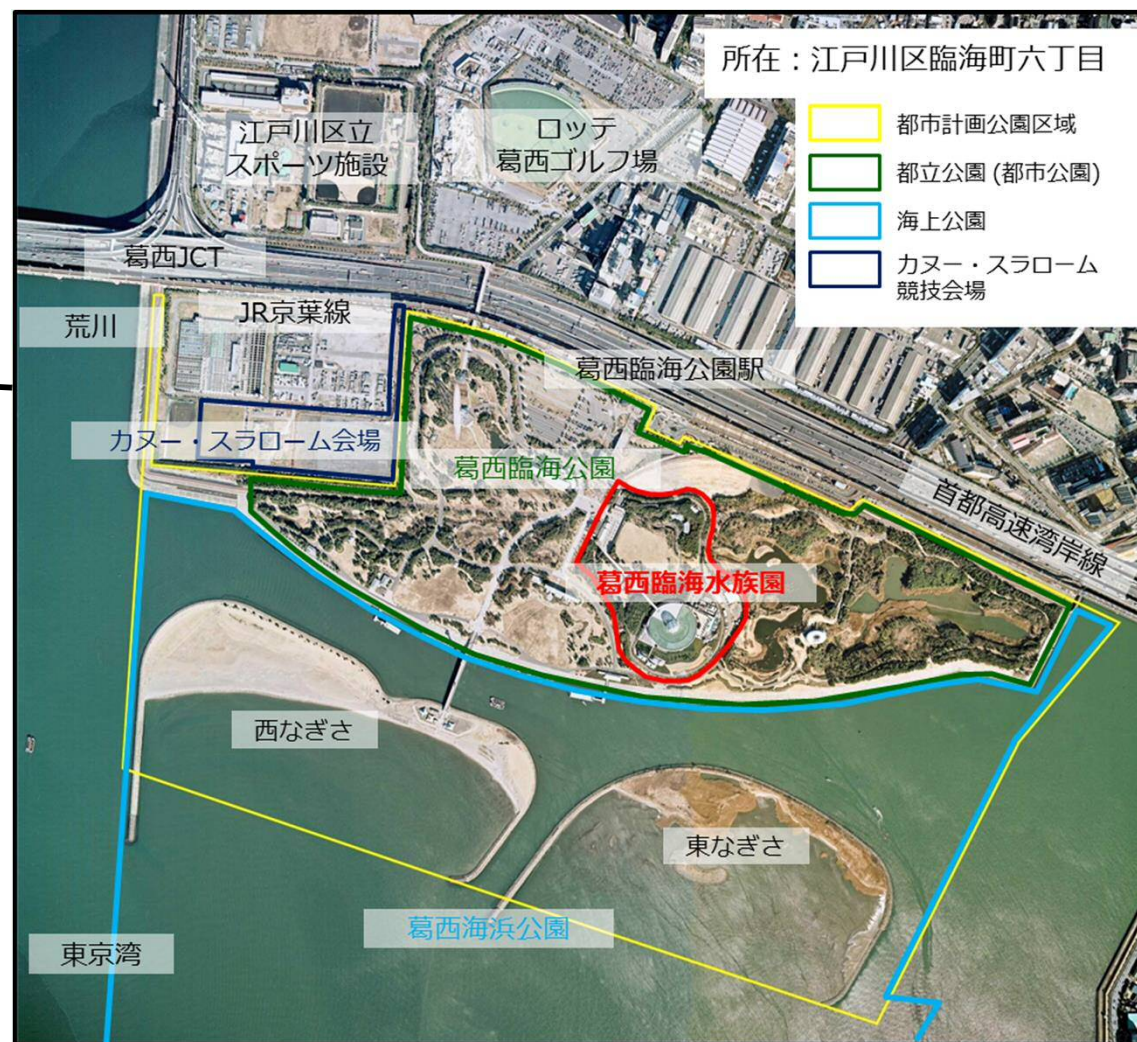 所在：江戸川区臨海町六丁目
都市計画公園区域
都立公園 (都市公園)
海上公園
カヌー・スラローム
競技会場
江戸川区立
スポーツ施設
ロッテ
葛西ゴルフ場
葛西JCT
荒川
JR京葉線
葛西臨海公園駅
カヌー・スラローム会場
葛西臨海公園
首都高速湾岸線
葛西臨海水族園
西なぎさ
東なぎさ
葛西海浜公園
東京湾